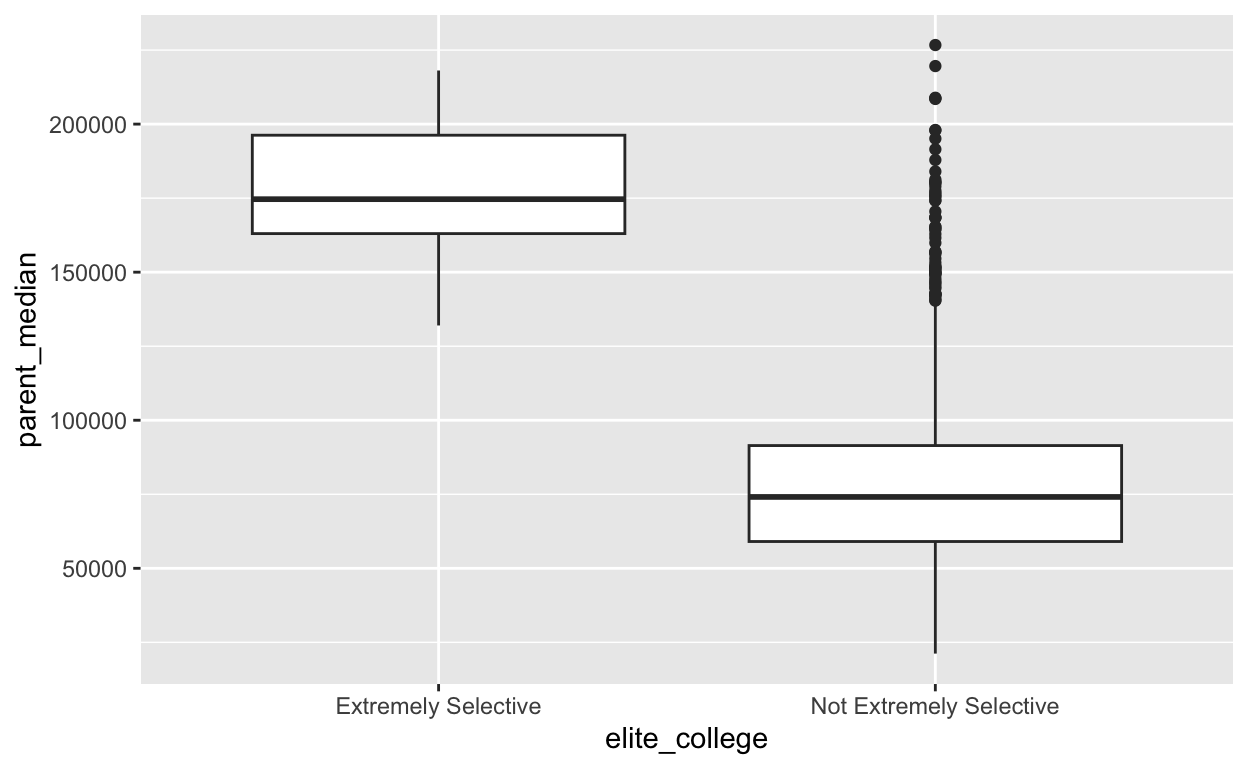 parent_median
200000
150000
100000
50000
Extremely Selective
Not Extremely Selective
elite_college